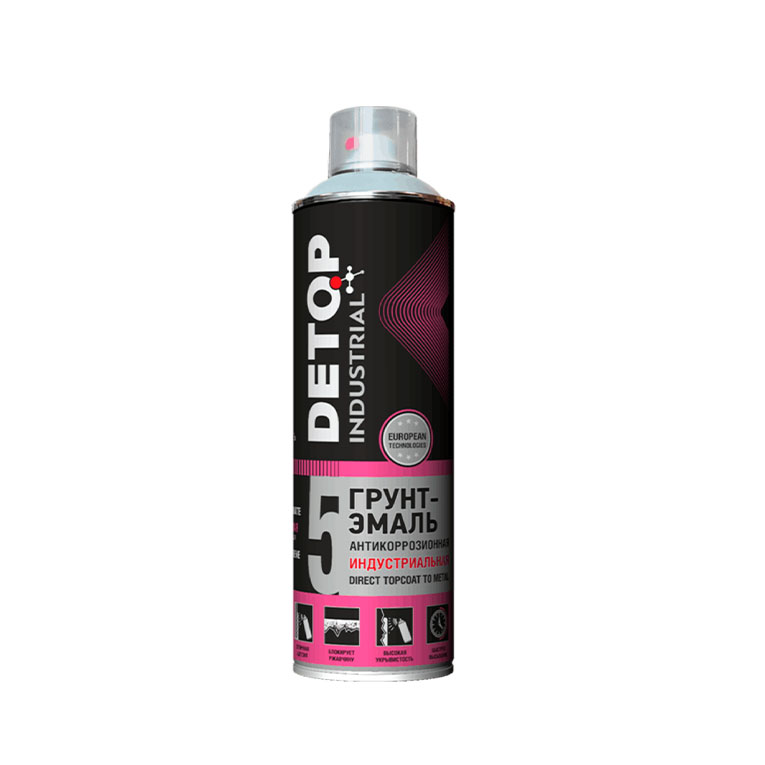 DETOP
INDUSTRIAL
EUROPEAN
TECHNOLOGIES
5
ГРУНТ-
ЭМАЛЬ
АНТИКОРРОЗИОННАЯ
ИНДУСТРИАЛЬНАЯ
DIRECT TOPCOAT TO METAL
БЛОКИРУЕТ
РЖАВЧИНУ
ВЫСОКАЯ
УКРЫВИСТОСТЬ